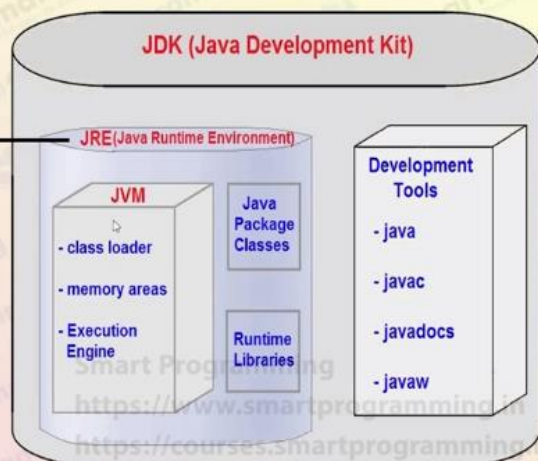 JDK (Java Development Kit)
JRE(Java Runtime Environment)
JVM
- class loader
- memory areas
- Execution
Engine
Java
Package
Classes
Runtime
Libraries
Development
Tools
- java
- javac
- javadocs
- javaw
Smart Programming
https://www.smartprogramming.in
https://courses.smartprogramming.